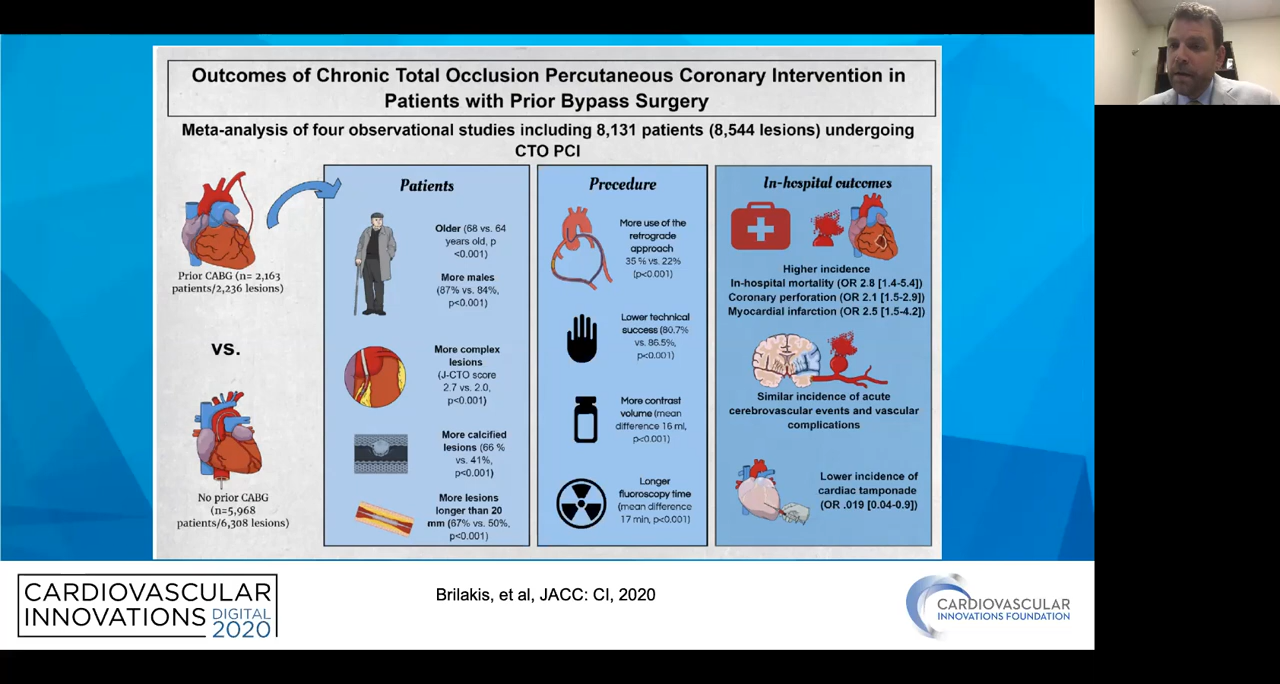 Outcomes of Chronic Total Occlusion Percutaneous Coronary Intervention in
Patients with Prior Bypass Surgery
Meta-analysis of four observational studies including 8,131 patients (8,544 lesions) undergoing
CTO PCI
Prior CABG (n= 2,163
patients/2,236 lesions)
VS.
No prior CABG
(n=5,968
patients/6,308 lesions)
Patients
Older (68 vs. 64
years old, p
<0.001)
More males
(87% vs. 84%,
p<0.001)
More complex
lesions
(J-CTO score
2.7 vs. 2.0,
p<0.001)
More calcified
lesions (66 %
vs. 41%,
p<0.001)
More lesions
longer than 20
mm (67% vs. 50%,
p<0.001)
Procedure
More use of the
retrograde
approach
35 % vs. 22%
(p<0.001)
Lower technical
success (80.7%
vs. 86.5%,
p<0.001)
More contrast
volume (mean
difference 16 ml,
p<0.001)
Longer
fluoroscopy time
(mean difference
17 min, p<0.001)
In-hospital outcomes
Higher incidence
In-hospital mortality (OR 2.8 [1.4-5.4])
Coronary perforation (OR 2.1 [1.5-2.9])
Myocardial infarction (OR 2.5 [1.5-4.2])
Similar incidence of acute
cerebrovascular events and vascular
complications
Lower incidence of
cardiac tamponade
(OR .019 [0.04-0.9])
CARDIOVASCULAR
INNOVATIONS DIGITAL
2020
Brilakis, et al, JACC: CI, 2020
CARDIOVASCULAR
INNOVATIONS FOUNDATION